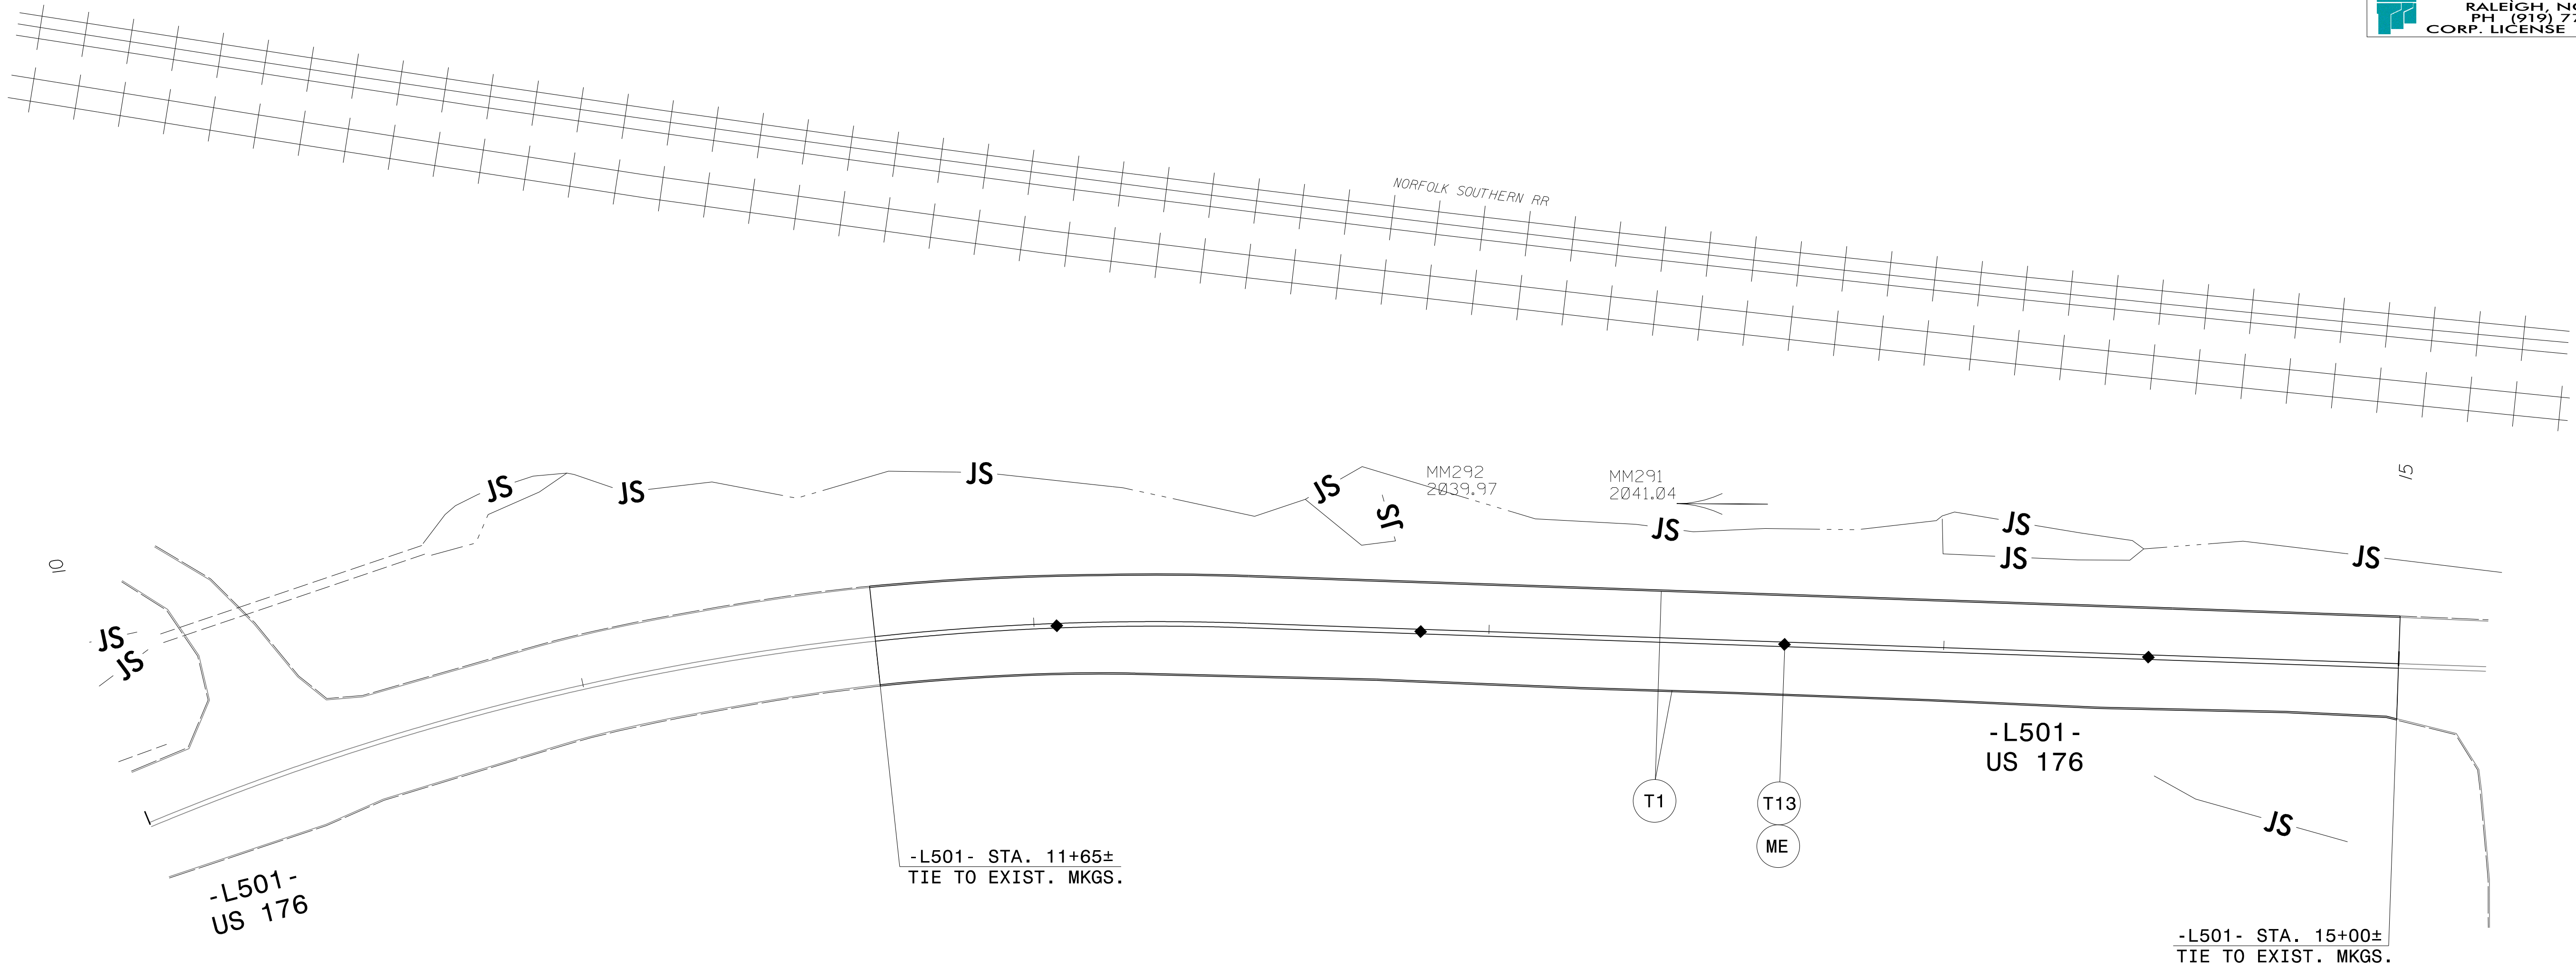 RALEIGH, NC
PH (919) 77
CORP. LICENSE
NORFOLK SOUTHERN RR
JS
JS
JS
JS
JS
MM292
2039.97
MM291
2041.04
15
JS
JS
JS
JS
10
JS
JS
-L501-
US 176
T1
T13
ME
JS
-L501- STA. 11+65±
TIE TO EXIST. MKGS.
-L501-
US 176
-L501- STA. 15+00±
TIE TO EXIST. MKGS.